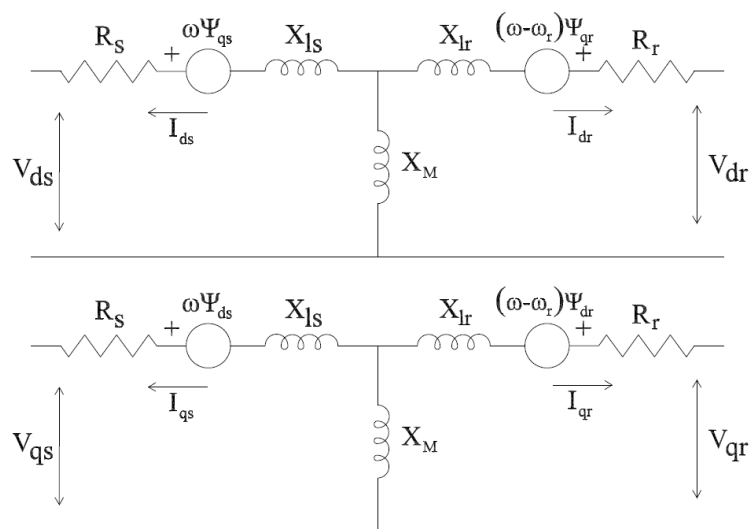 R_s + ωΨ_qs X_ls X_lr (ω-ω_r)Ψ_qr + R_r
I_ds I_dr
V_ds X_M V_dr
R_s + ωΨ_ds X_ls X_lr (ω-ω_r)Ψ_dr + R_r
I_qs I_qr
V_qs X_M V_qr